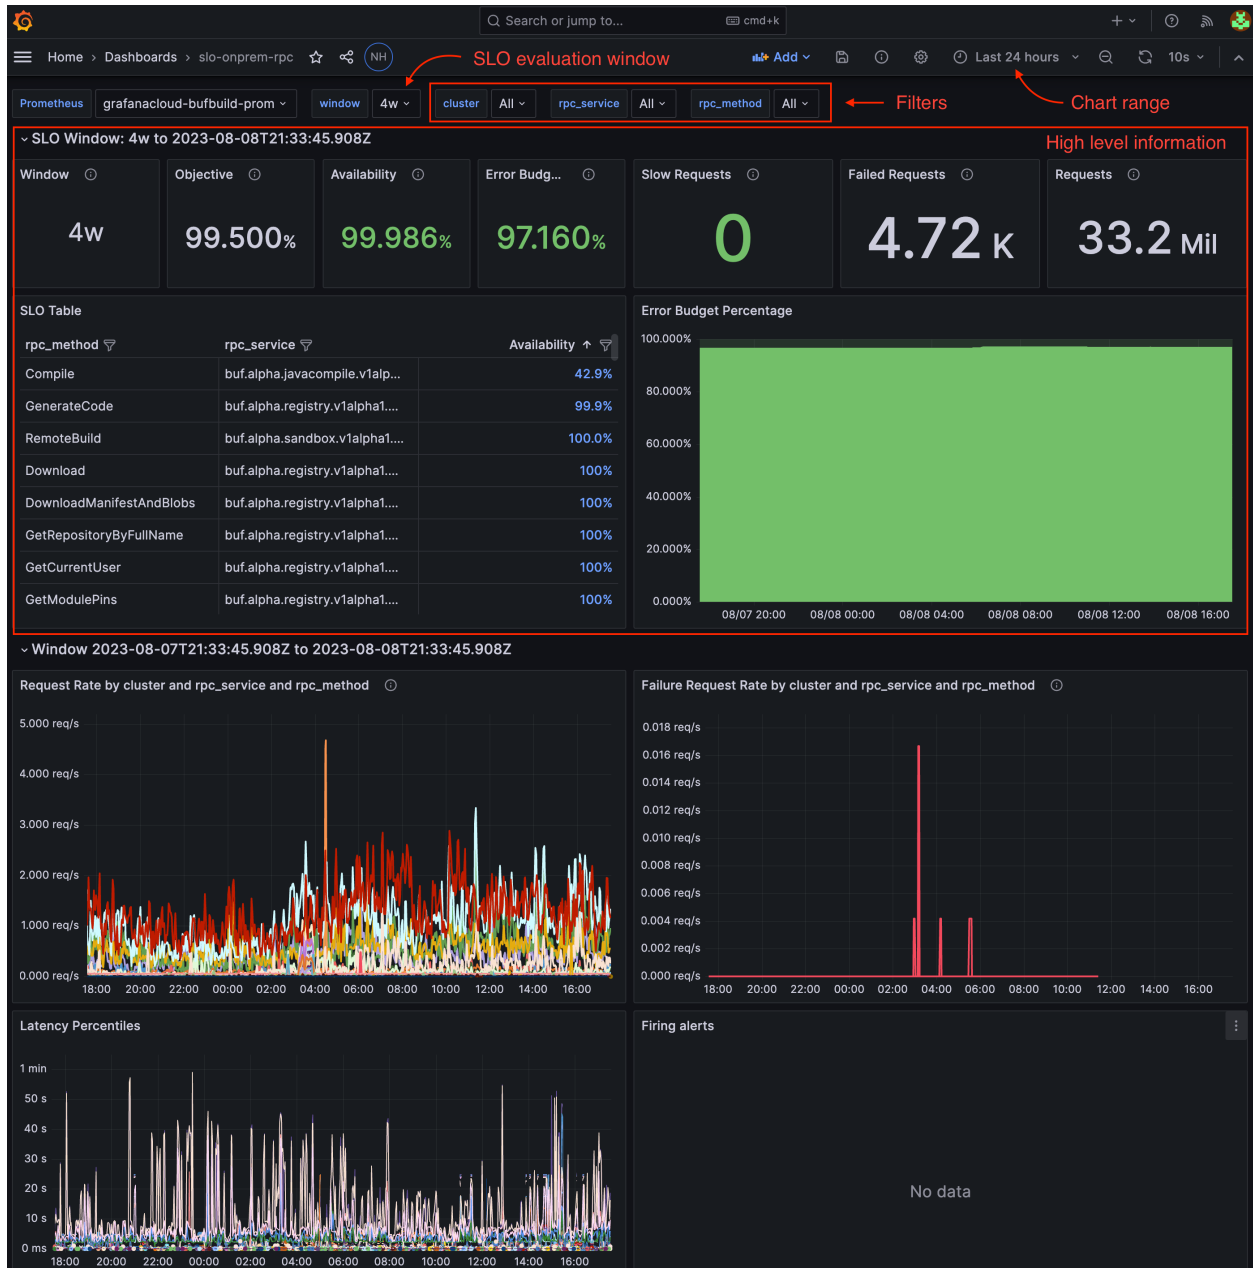 Search or jump to... cmd+k
Home › Dashboards › slo-onprem-rpc NH SLO evaluation window Add Last 24 hours 10s
Prometheus grafanacloud-bufbuild-prom window 4w cluster All rpc_service All rpc_method All Filters Chart range
SLO Window: 4w to 2023-08-08T21:33:45.908Z High level information
Window Objective Availability Error Budg... Slow Requests Failed Requests Requests
4w 99.500% 99.986% 97.160% 0 4.72 K 33.2 Mil
SLO Table
rpc_method rpc_service Availability
Compile buf.alpha.javacompile.v1alp... 42.9%
GenerateCode buf.alpha.registry.v1alpha1.... 99.9%
RemoteBuild buf.alpha.sandbox.v1alpha1.... 100.0%
Download buf.alpha.registry.v1alpha1.... 100%
DownloadManifestAndBlobs buf.alpha.registry.v1alpha1.... 100%
GetRepositoryByFullName buf.alpha.registry.v1alpha1.... 100%
GetCurrentUser buf.alpha.registry.v1alpha1.... 100%
GetModulePins buf.alpha.registry.v1alpha1.... 100%
Error Budget Percentage
100.000%
80.000%
60.000%
40.000%
20.000%
0.000%
08/07 20:00 08/08 00:00 08/08 04:00 08/08 08:00 08/08 12:00 08/08 16:00
Window 2023-08-07T21:33:45.908Z to 2023-08-08T21:33:45.908Z
Request Rate by cluster and rpc_service and rpc_method
5.000 req/s
4.000 req/s
3.000 req/s
2.000 req/s
1.000 req/s
0.000 req/s
18:00 20:00 22:00 00:00 02:00 04:00 06:00 08:00 10:00 12:00 14:00 16:00
Failure Request Rate by cluster and rpc_service and rpc_method
0.018 req/s
0.016 req/s
0.014 req/s
0.012 req/s
0.010 req/s
0.008 req/s
0.006 req/s
0.004 req/s
0.002 req/s
0.000 req/s
18:00 20:00 22:00 00:00 02:00 04:00 06:00 08:00 10:00 12:00 14:00 16:00
Latency Percentiles
1 min
50 s
40 s
30 s
20 s
10 s
0 ms
18:00 20:00 22:00 00:00 02:00 04:00 06:00 08:00 10:00 12:00 14:00 16:00
Firing alerts
No data